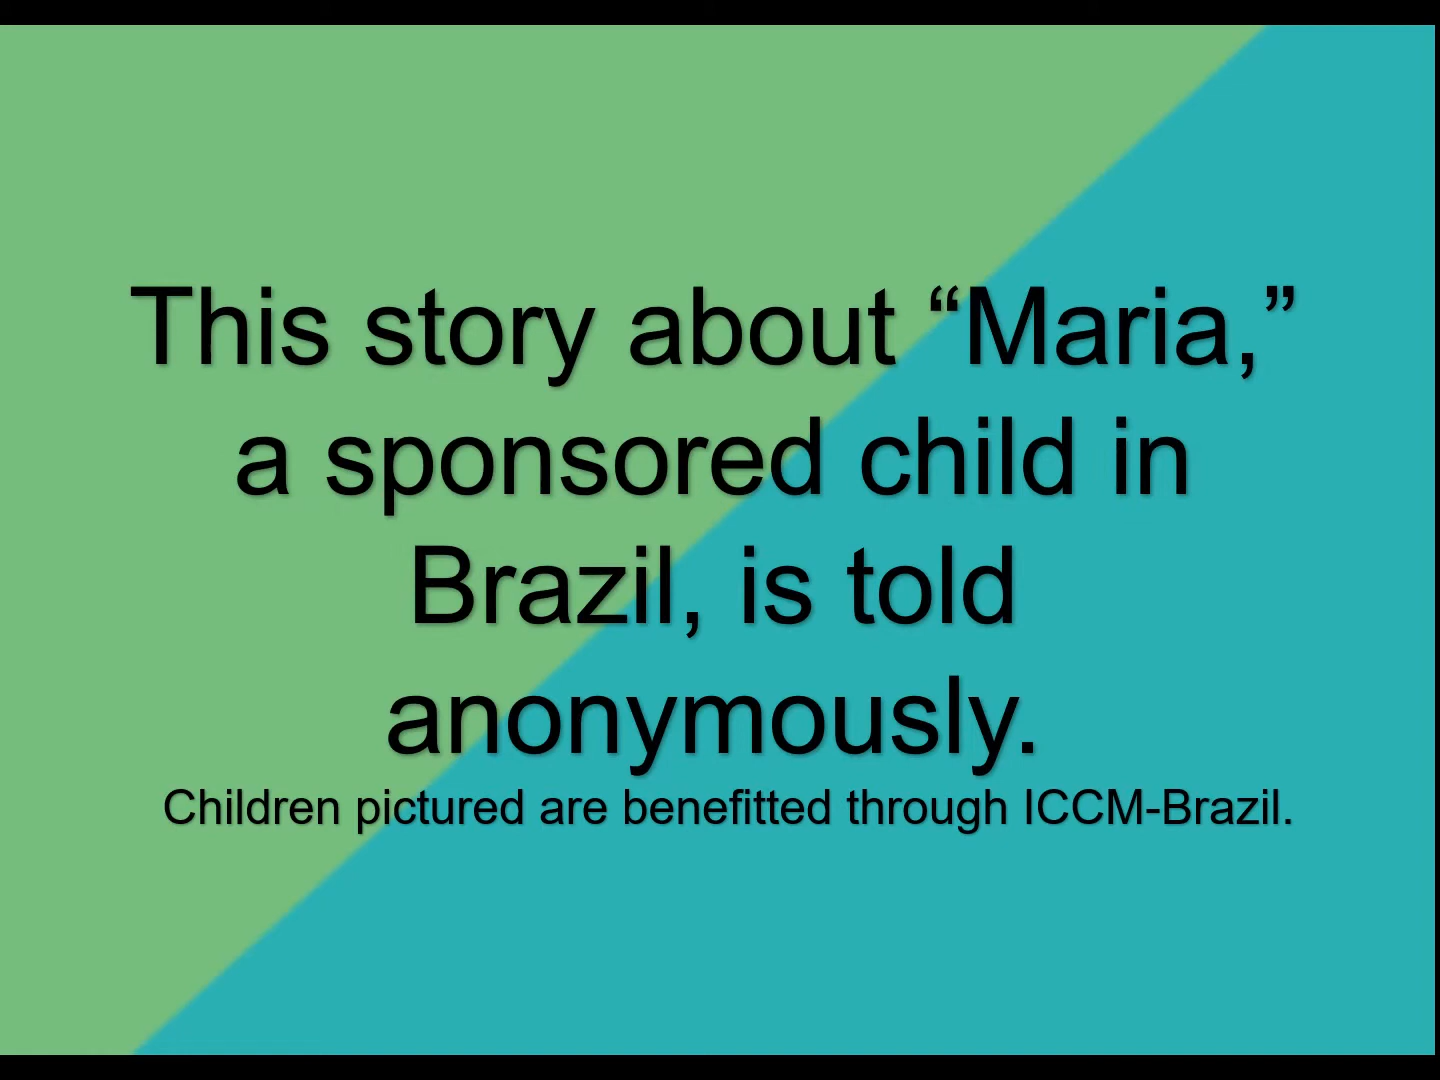 This story about “Maria,”
a sponsored child in
Brazil, is told
anonymously.
Children pictured are benefitted through ICCM-Brazil.